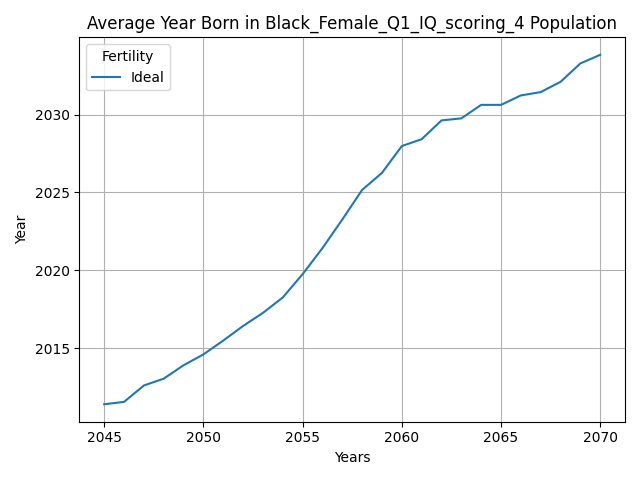 Average Year Born in Black_Female_Q1_IQ_scoring_4 Population
Fertility
Ideal
2030
2025
2020
2015
Year
2045 2050 2055 2060 2065 2070
Years